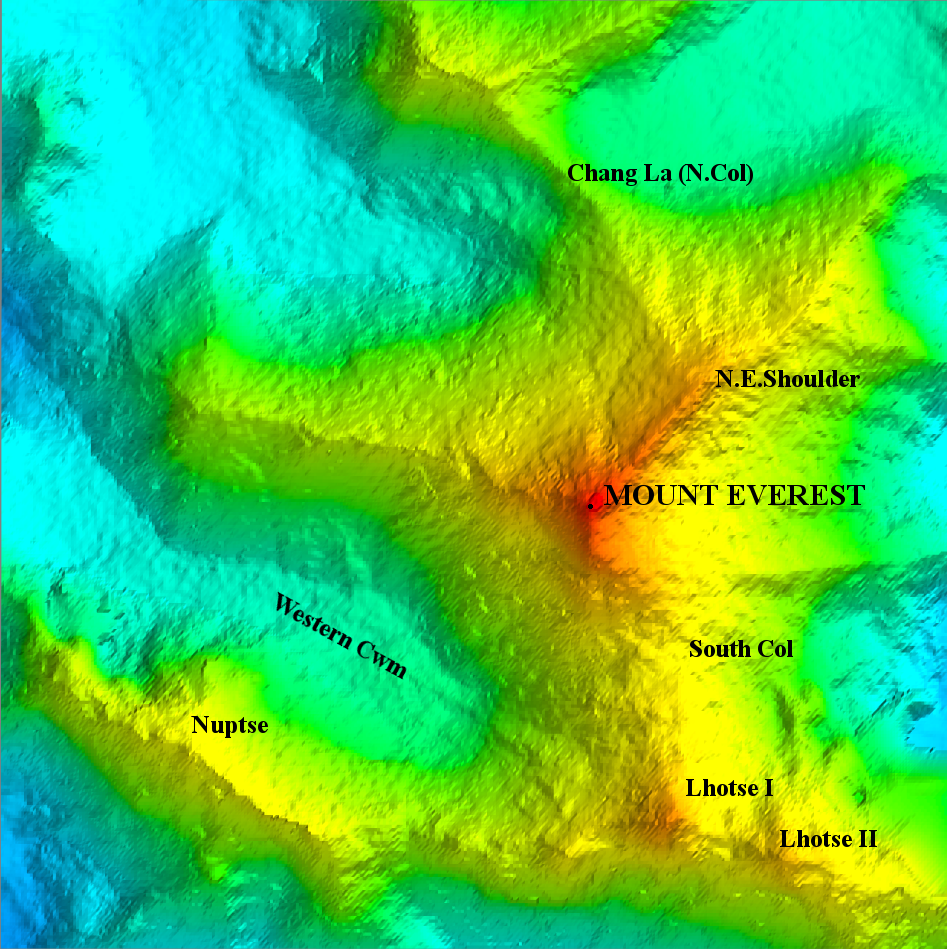 Chang La (N.Col)
N.E.Shoulder
MOUNT EVEREST
Western Cwm
South Col
Nuptse
Lhotse I
Lhotse II